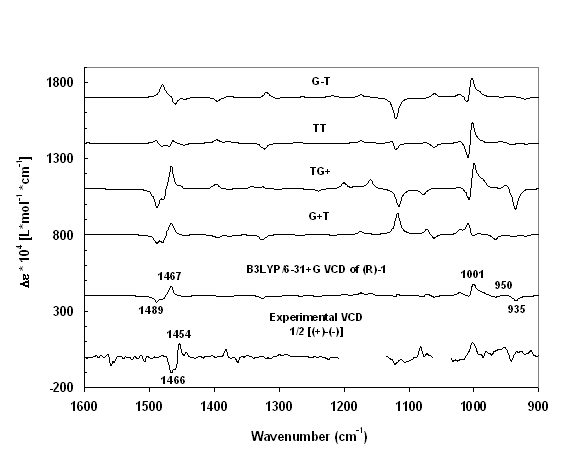 1800
1300
800
300
-200
Δε * 10⁴ [L*mol⁻¹ *cm⁻¹]
G-T
TT
TG+
G+T
B3LYP/6-31+G VCD of (R)-1
1467
1489
1001
950
935
Experimental VCD
1/2 [(+)-(-)]
1454
1466
1600
1500
1400
1300
1200
1100
1000
900
Wavenumber (cm⁻¹)